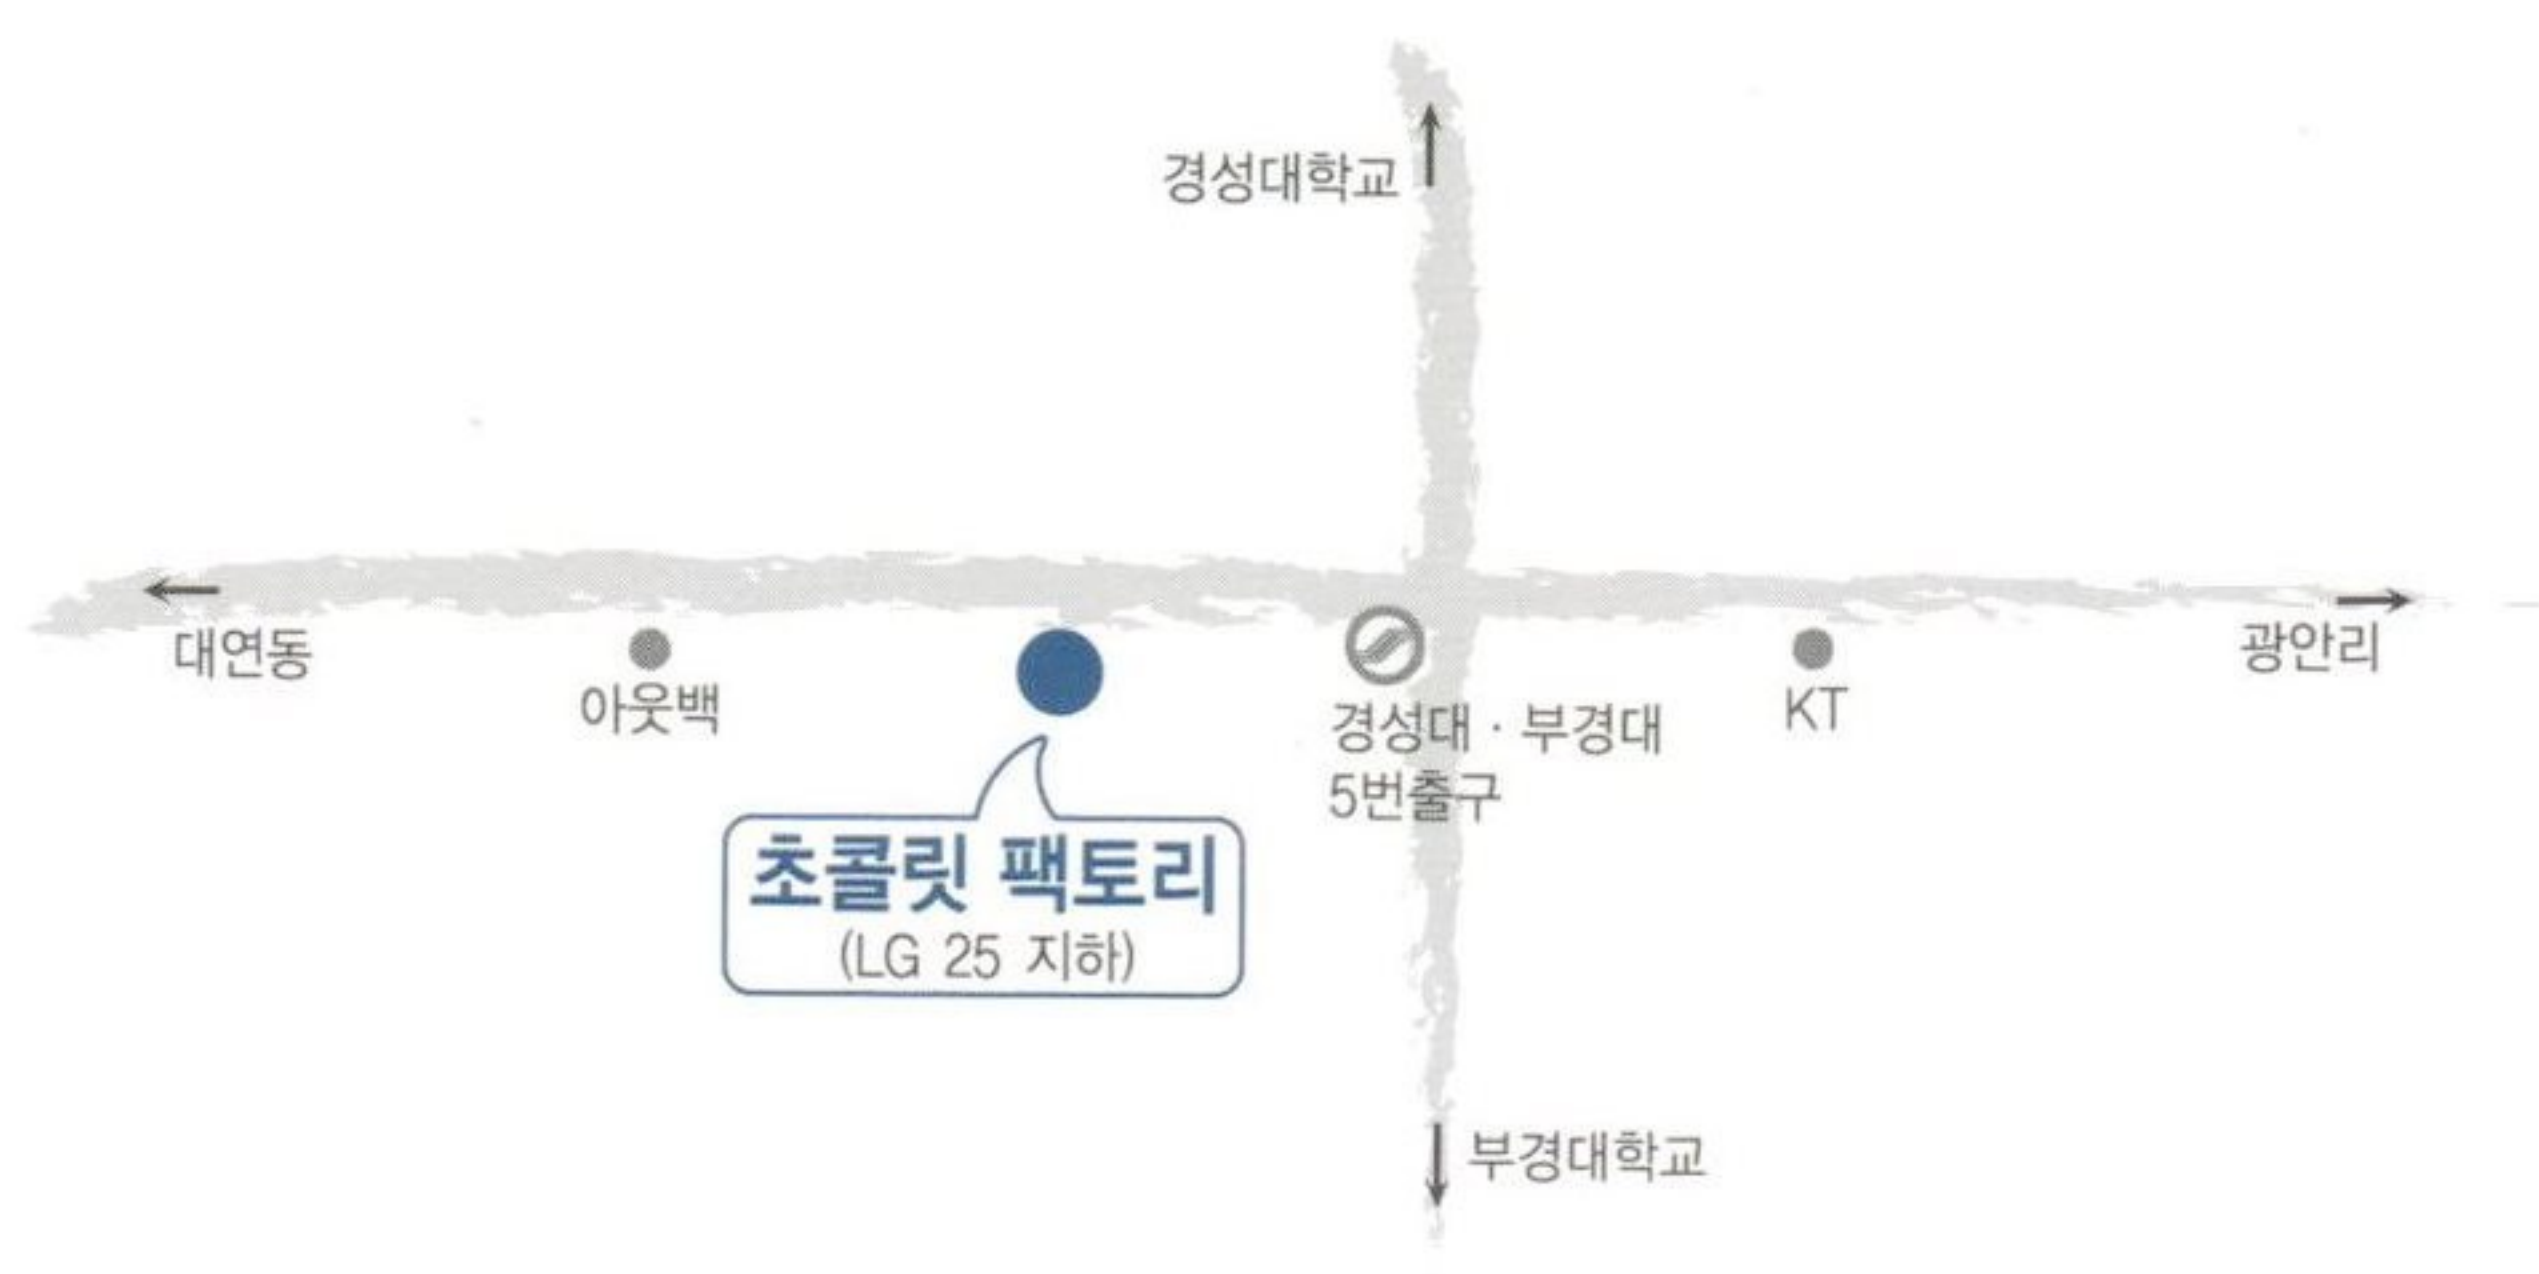 경성대학교
대연동
아웃백
경성대 · 부경대
5번출구
KT
광안리
초콜릿 팩토리
(LG 25 지하)
부경대학교